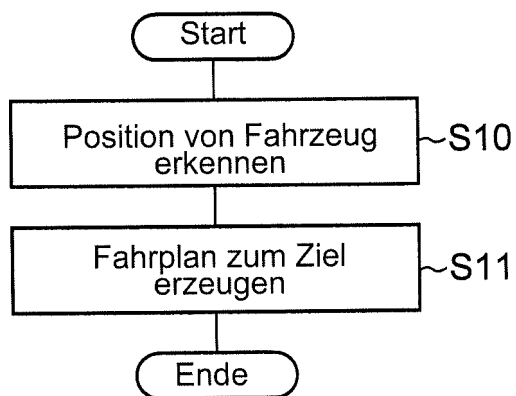 Start
Position von Fahrzeug
erkennen
S10
Fahrplan zum Ziel
erzeugen
S11
Ende